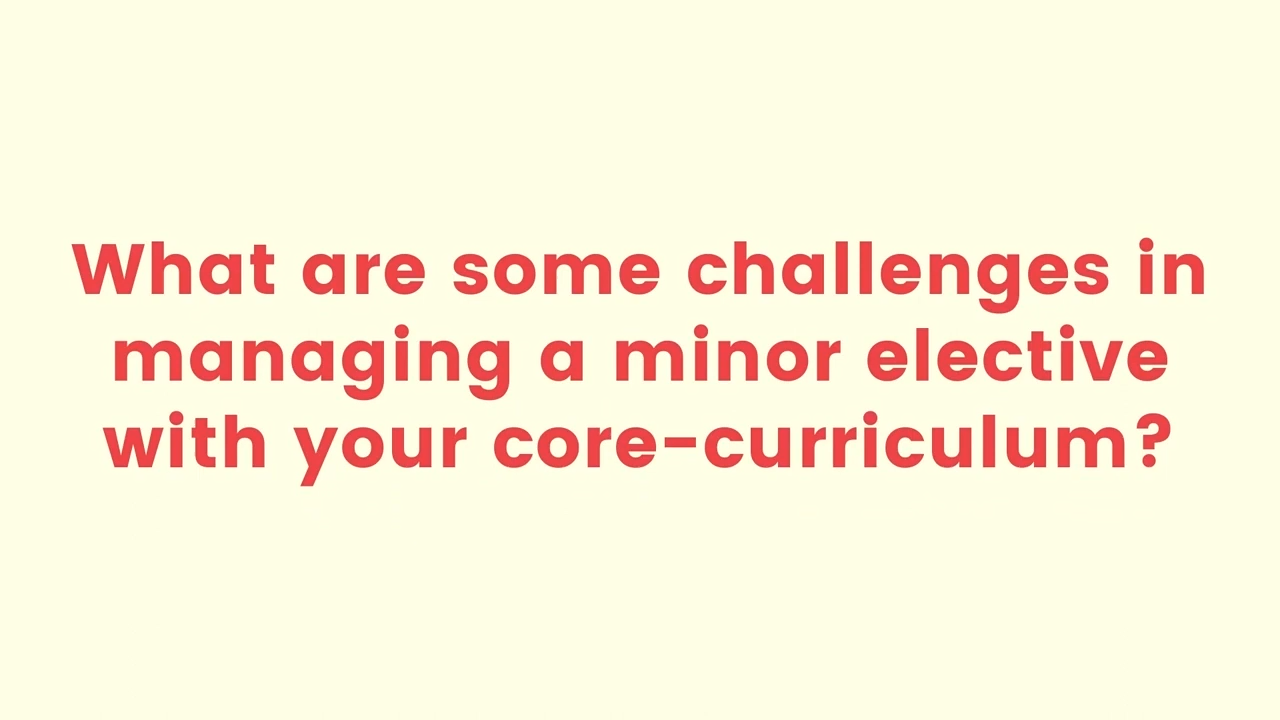 What are some challenges in
managing a minor elective
with your core-curriculum?